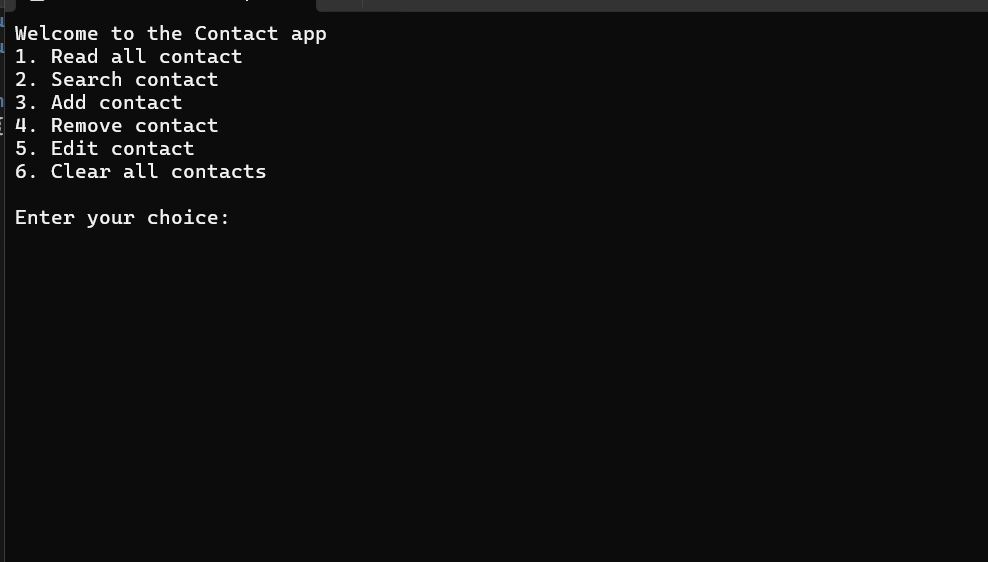 Welcome to the Contact app
1. Read all contact
2. Search contact
3. Add contact
4. Remove contact
5. Edit contact
6. Clear all contacts
Enter your choice: